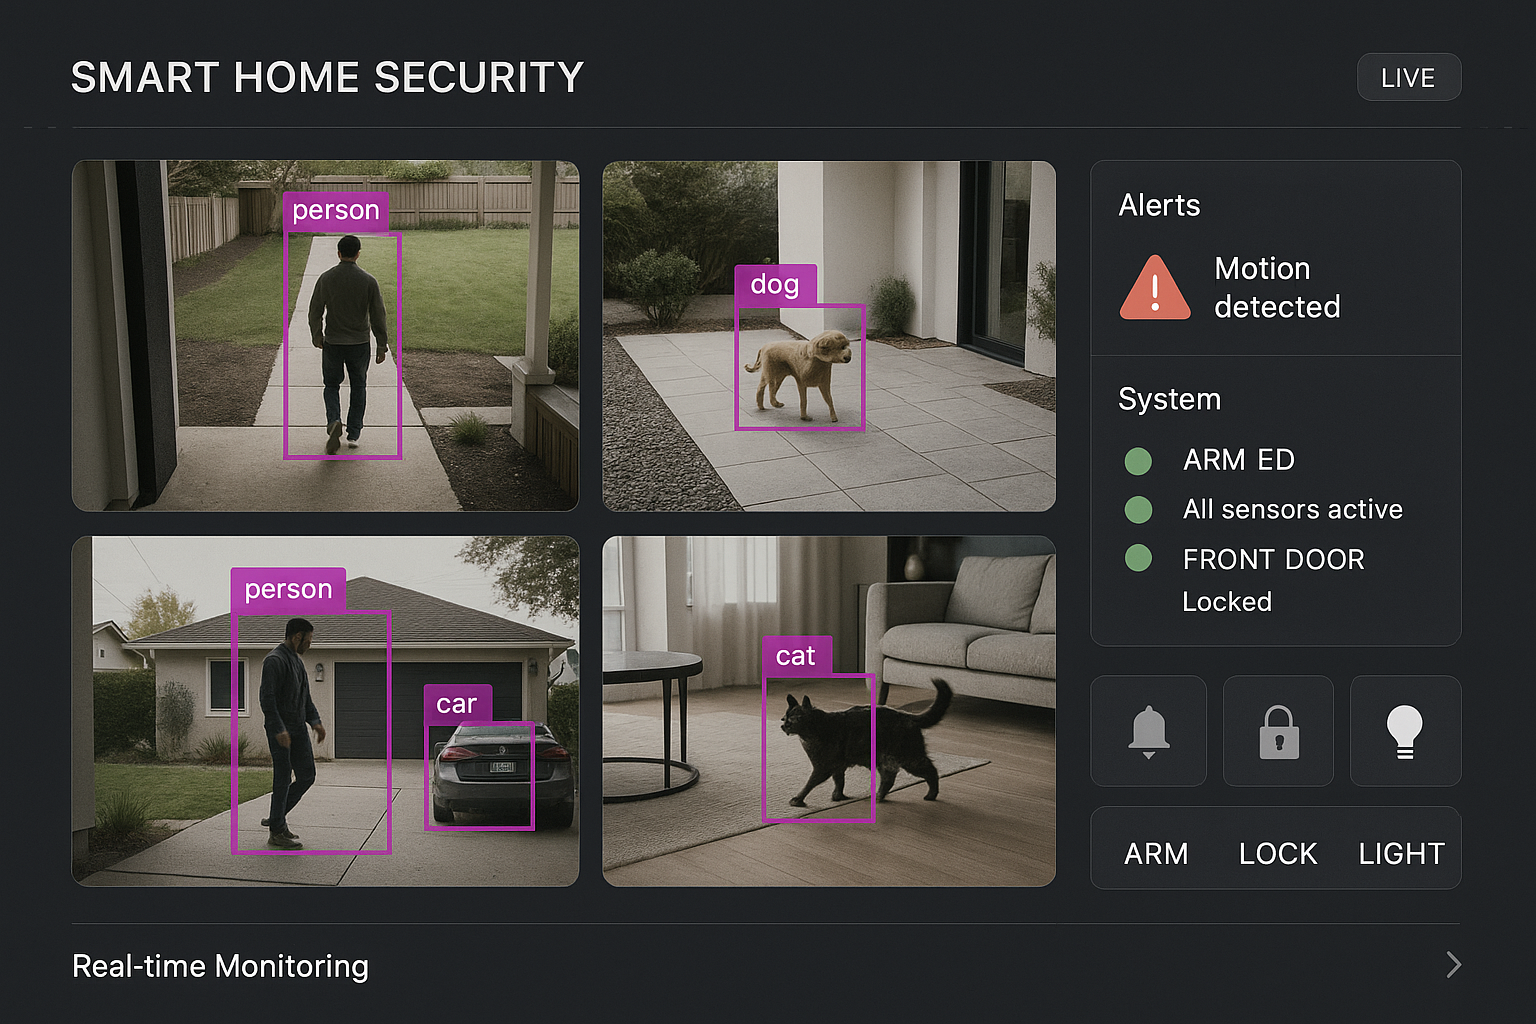 SMART HOME SECURITY
LIVE
person
dog
person
car
cat
Alerts
Motion
detected
System
ARM ED
All sensors active
FRONT DOOR
Locked
ARM
LOCK
LIGHT
Real-time Monitoring